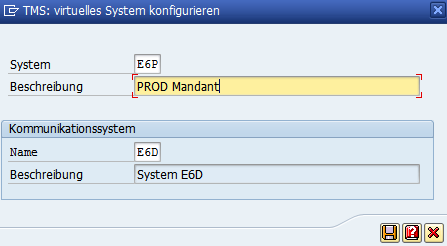 TMS: virtuelles System konfigurieren
System E6P
Beschreibung PROD Mandant
Kommunikationssystem
Name E6D
Beschreibung System E6D